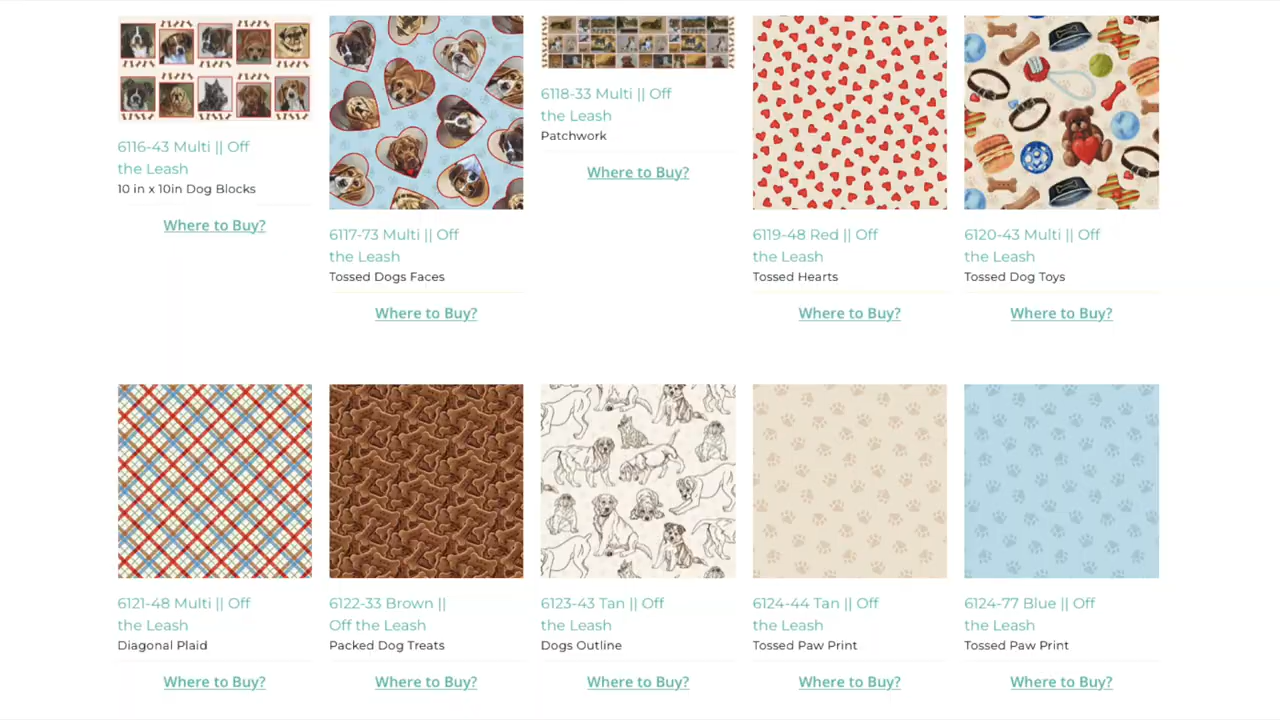 6116-43 Multi || Off
the Leash
10 in x 10in Dog Blocks
Where to Buy?
6117-73 Multi || Off
the Leash
Tossed Dogs Faces
Where to Buy?
6118-33 Multi || Off
the Leash
Patchwork
Where to Buy?
6119-48 Red || Off
the Leash
Tossed Hearts
Where to Buy?
6120-43 Multi || Off
the Leash
Tossed Dog Toys
Where to Buy?
6121-48 Multi || Off
the Leash
Diagonal Plaid
Where to Buy?
6122-33 Brown ||
Off the Leash
Packed Dog Treats
Where to Buy?
6123-43 Tan || Off
the Leash
Dogs Outline
Where to Buy?
6124-44 Tan || Off
the Leash
Tossed Paw Print
Where to Buy?
6124-77 Blue || Off
the Leash
Tossed Paw Print
Where to Buy?